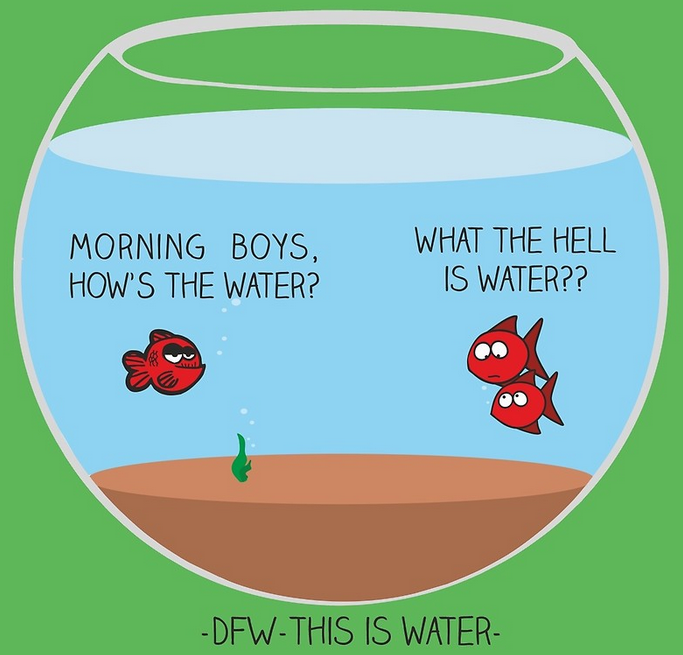 MORNING BOYS,
HOW'S THE WATER?
WHAT THE HELL
IS WATER??
-DFW-THIS IS WATER-